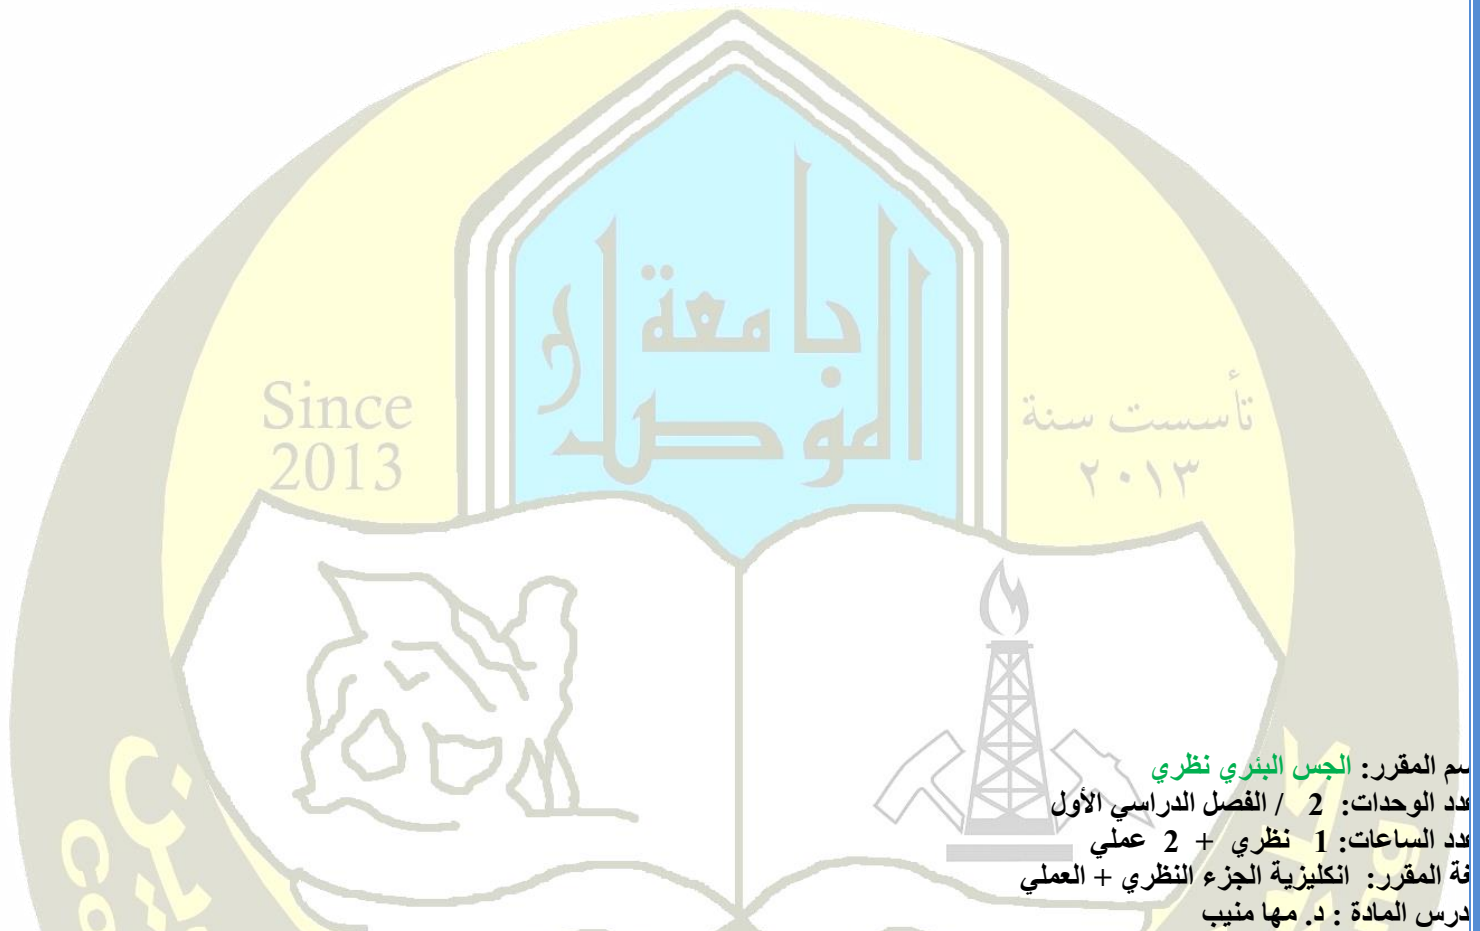 جامعة
الموصل
Since
2013
تأسست سنة
٢٠١٣
سم المقرر: الجس البئري نظري
دد الوحدات: 2 / الفصل الدراسي الأول
دد الساعات: 1 نظري + 2 عملي
غة المقرر: انكليزية الجزء النظري + العملي
درس المادة : د. مها منيب